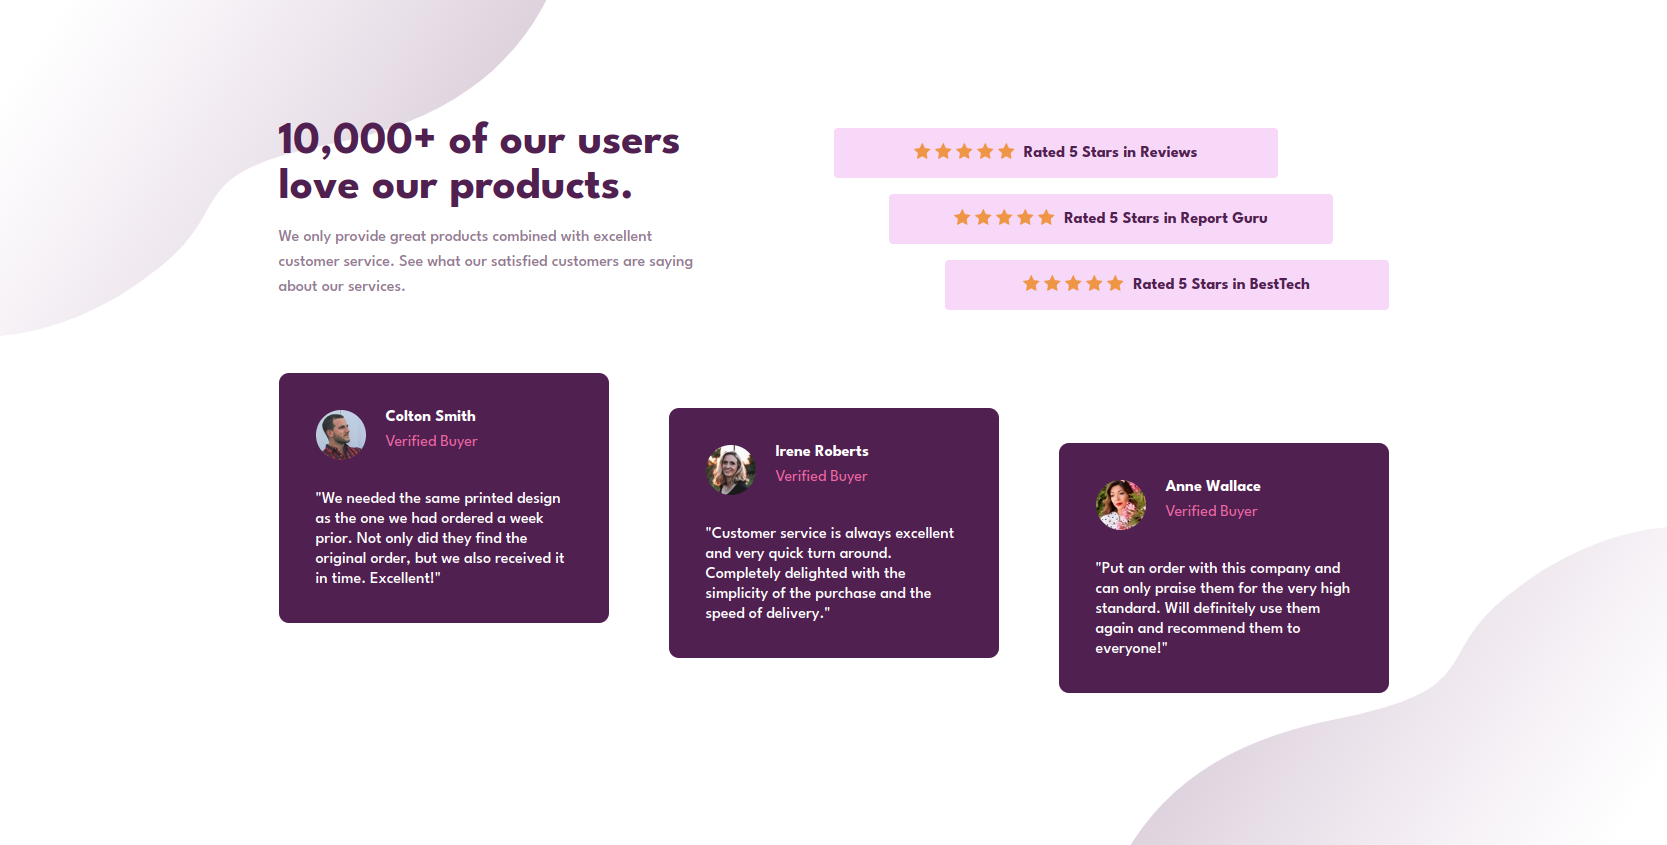 10,000+ of our users
love our products.
We only provide great products combined with excellent
customer service. See what our satisfied customers are saying
about our services.
Rated 5 Stars in Reviews
Rated 5 Stars in Report Guru
Rated 5 Stars in BestTech
Colton Smith
Verified Buyer
"We needed the same printed design
as the one we had ordered a week
prior. Not only did they find the
original order, but we also received it
in time. Excellent!"
Irene Roberts
Verified Buyer
"Customer service is always excellent
and very quick turn around.
Completely delighted with the
simplicity of the purchase and the
speed of delivery."
Anne Wallace
Verified Buyer
"Put an order with this company and
can only praise them for the very high
standard. Will definitely use them
again and recommend them to
everyone!"